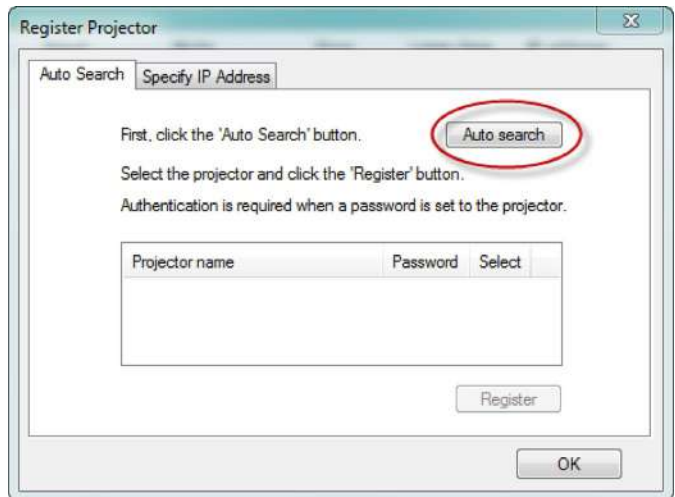 Register Projector
Auto Search Specify IP Address
First, click the 'Auto Search' button. Auto search
Select the projector and click the 'Register' button.
Authentication is required when a password is set to the projector.
Projector name Password Select
Register
OK